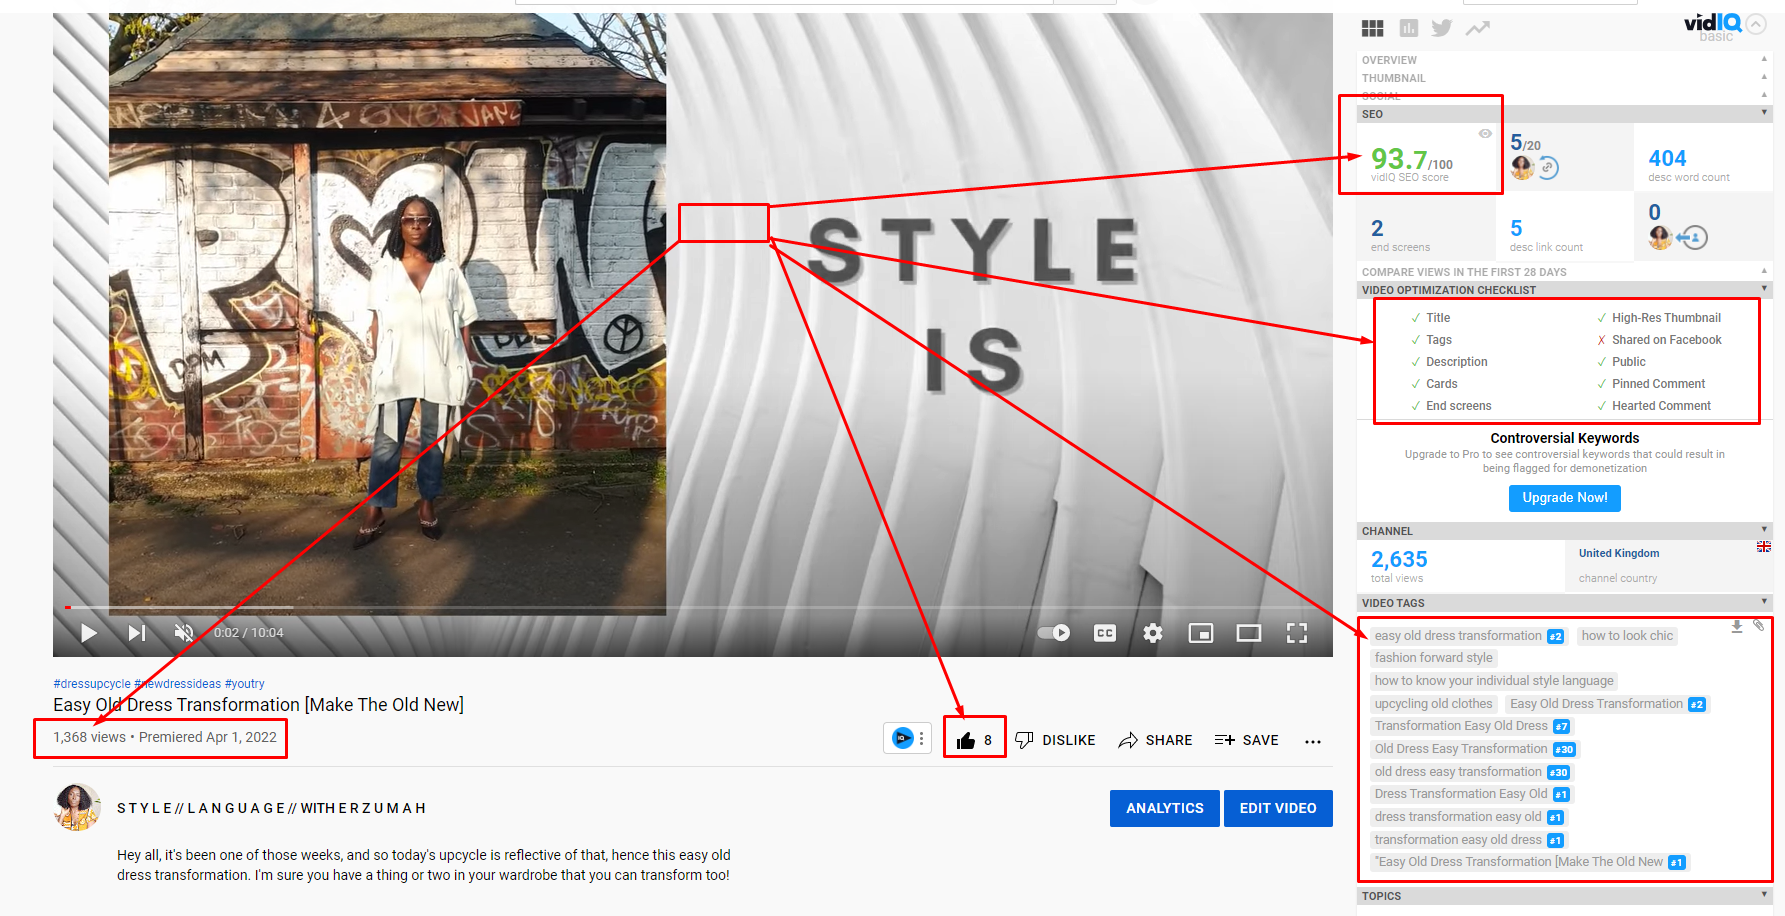 vidIQ
basic
OVERVIEW
THUMBNAIL
SOCIAL
SEO
93.7/100
vidIQ SEO score
5/20
404
desc word count
2
end screens
5
desc link count
0
COMPARE VIEWS IN THE FIRST 28 DAYS
VIDEO OPTIMIZATION CHECKLIST
✓ Title
✓ High-Res Thumbnail
✓ Tags
✗ Shared on Facebook
✓ Description
✓ Public
✓ Cards
✓ Pinned Comment
✓ End screens
✓ Hearted Comment
Controversial Keywords
Upgrade to Pro to see controversial keywords that could result in
being flagged for demonetization
Upgrade Now!
CHANNEL
2,635
total views
United Kingdom
channel country
VIDEO TAGS
easy old dress transformation #2 how to look chic
fashion forward style
how to know your individual style language
upcycling old clothes Easy Old Dress Transformation #2
Transformation Easy Old Dress #7
Old Dress Easy Transformation #30
old dress easy transformation #30
Dress Transformation Easy Old #1
dress transformation easy old #1
transformation easy old dress #1
"Easy Old Dress Transformation [Make The Old New #1
TOPICS
STYLE
IS
DDM
0:02 / 10:04
CC
#dressupcycle #newdressideas #youtry
Easy Old Dress Transformation [Make The Old New]
1,368 views • Premiered Apr 1, 2022
IQ
8
DISLIKE
SHARE
SAVE
S T Y L E // L A N G U A G E // WITH E R Z U M A H
ANALYTICS
EDIT VIDEO
Hey all, it's been one of those weeks, and so today's upcycle is reflective of that, hence this easy old
dress transformation. I'm sure you have a thing or two in your wardrobe that you can transform too!